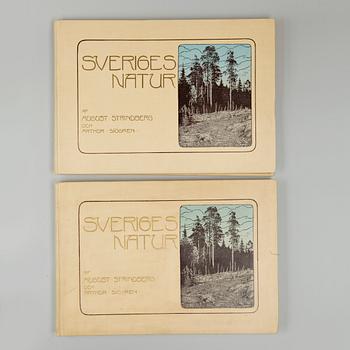 SVERIGES
NATUR
AF
AUGUST STRINDBERG
OCH
ARTHUR SJÖGREN
SVERIGES
NATUR
AF
AUGUST STRINDBERG
OCH
ARTHUR SJÖGREN